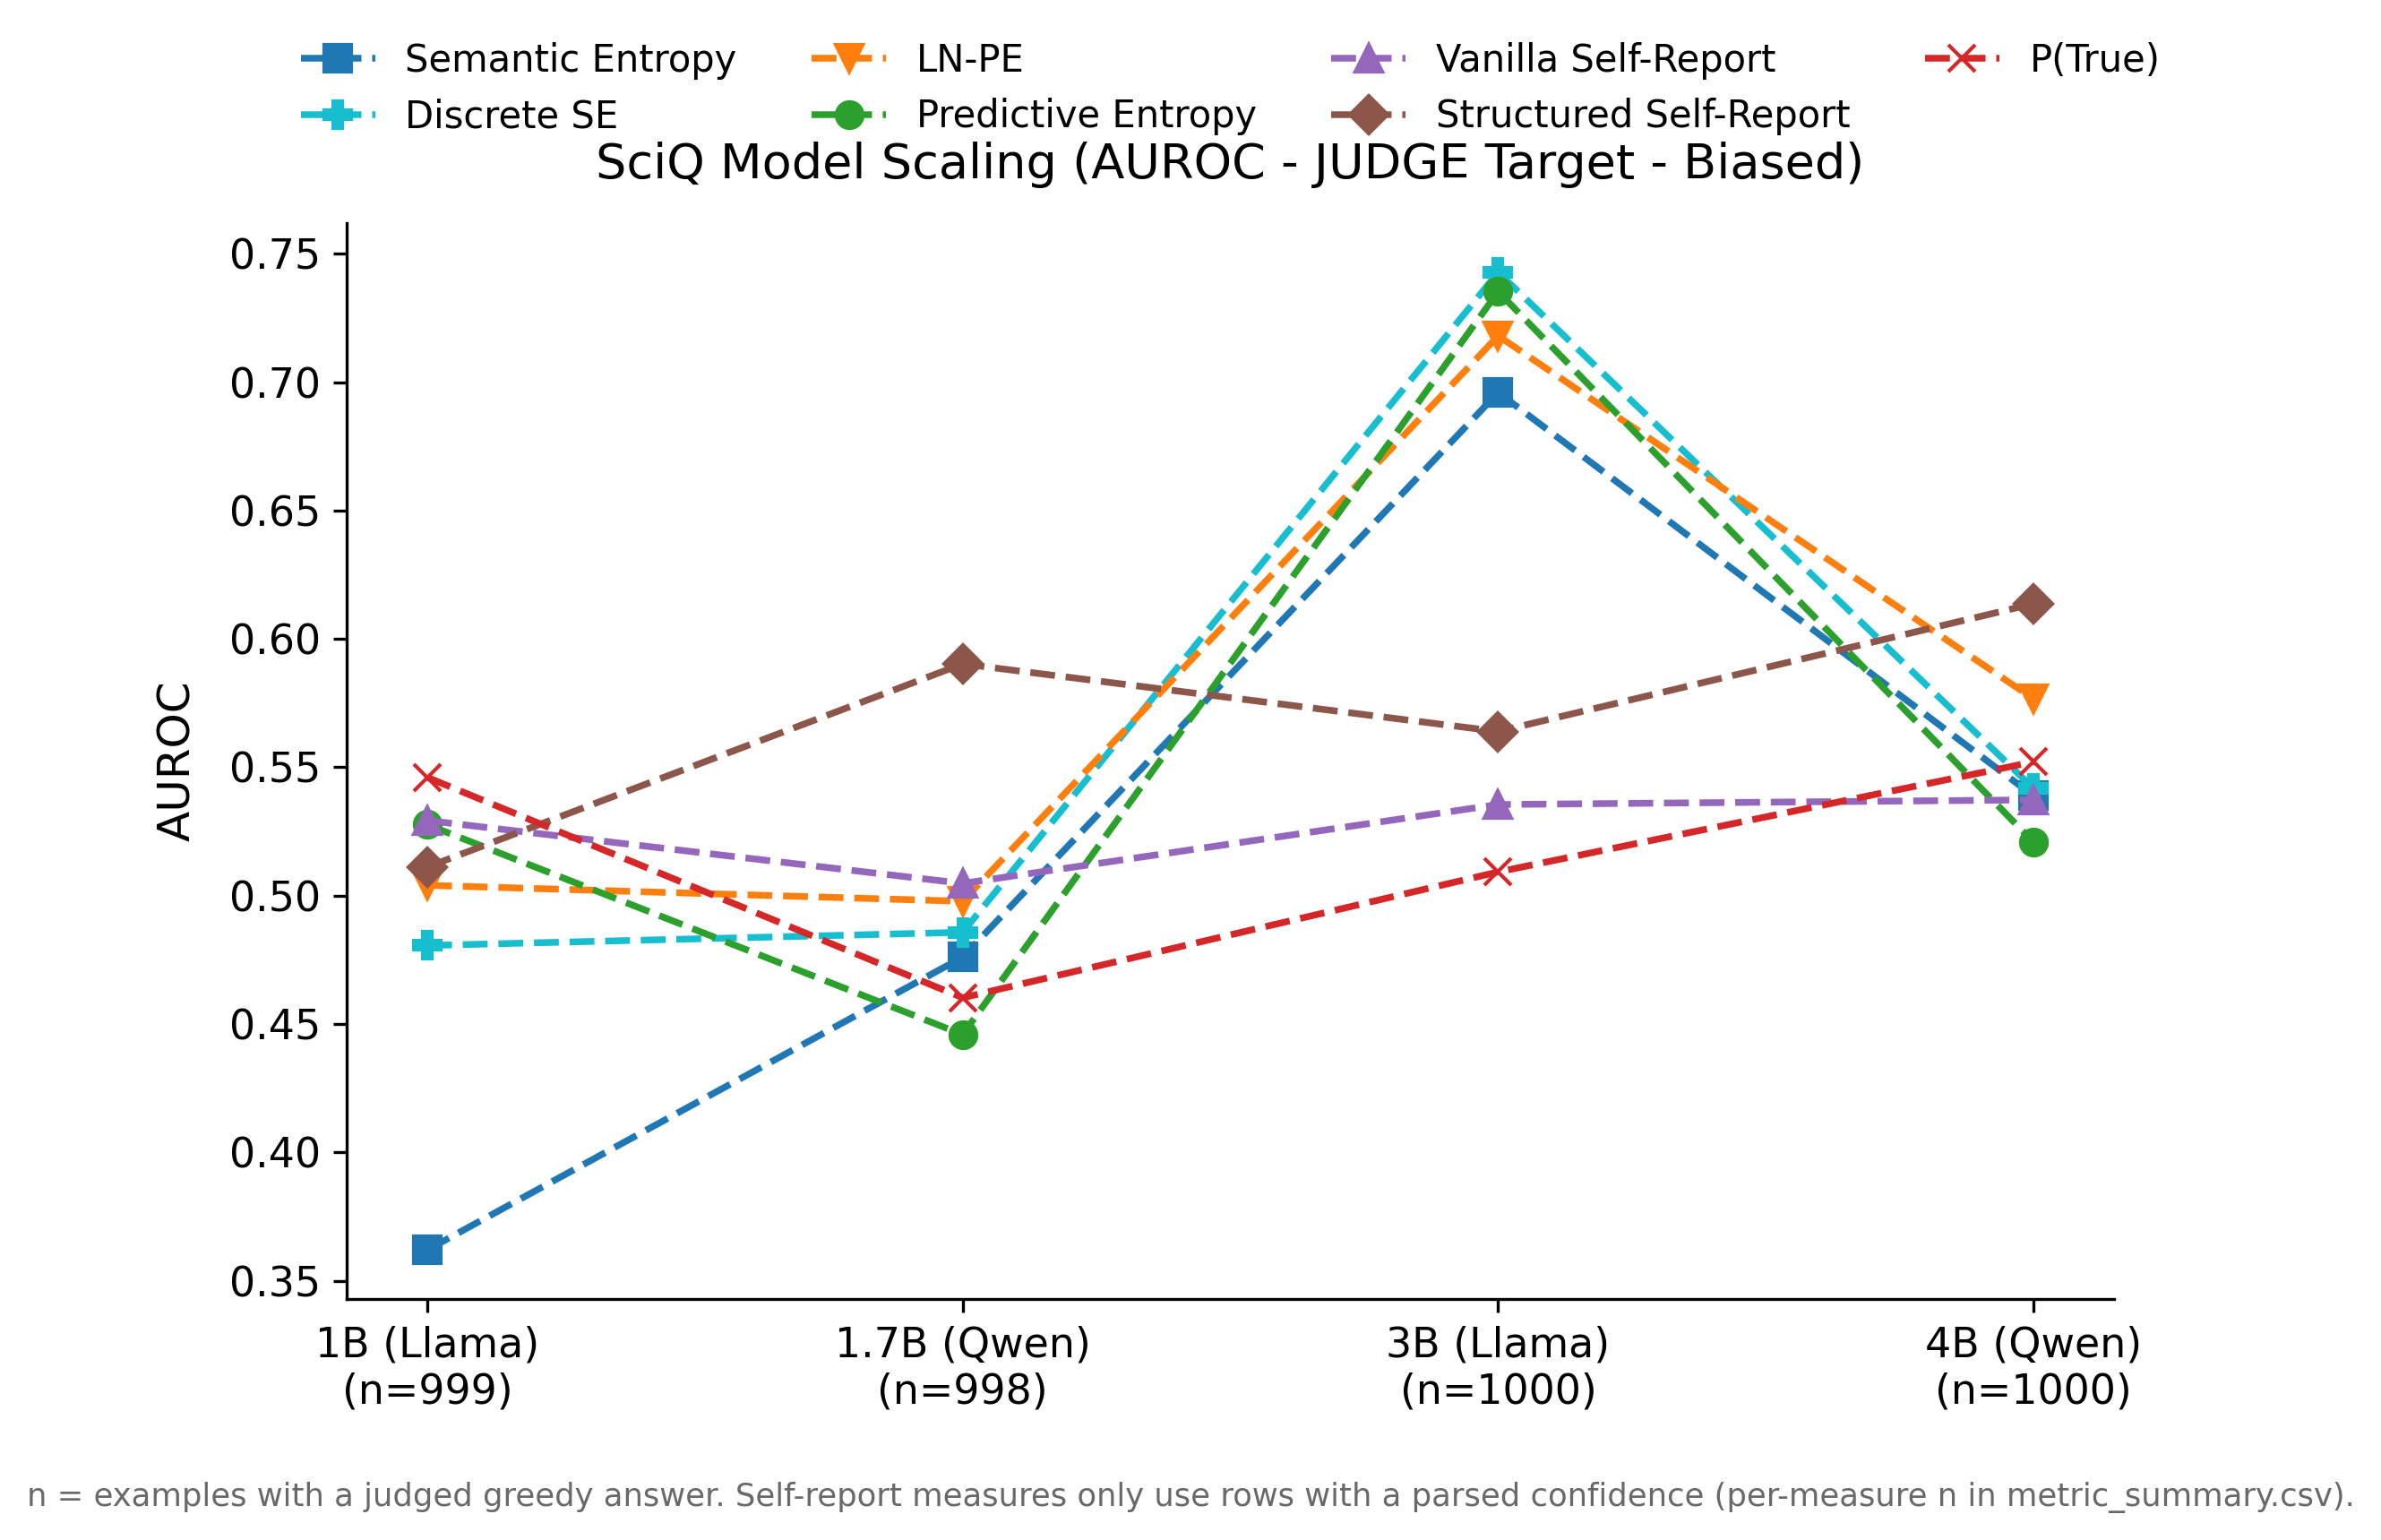 Semantic Entropy
Discrete SE
LN-PE
Predictive Entropy
Vanilla Self-Report
Structured Self-Report
P(True)
SciQ Model Scaling (AUROC - JUDGE Target - Biased)
AUROC
0.75
0.70
0.65
0.60
0.55
0.50
0.45
0.40
0.35
1B (Llama)
(n=999)
1.7B (Qwen)
(n=998)
3B (Llama)
(n=1000)
4B (Qwen)
(n=1000)
n = examples with a judged greedy answer. Self-report measures only use rows with a parsed confidence (per-measure n in metric_summary.csv).